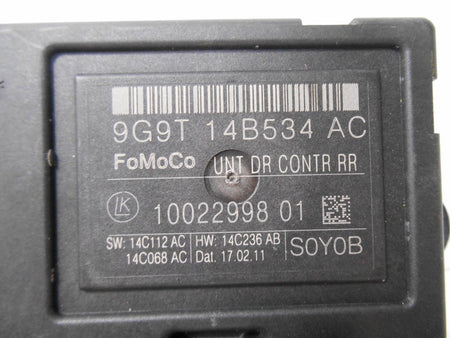 9G9T 14B534 AC
FoMoCo UNT DR CONTR RR
LK 10022998 01
SW: 14C112 AC HW: 14C236 AB
14C068 AC Dat. 17.02.11
S0Y0B